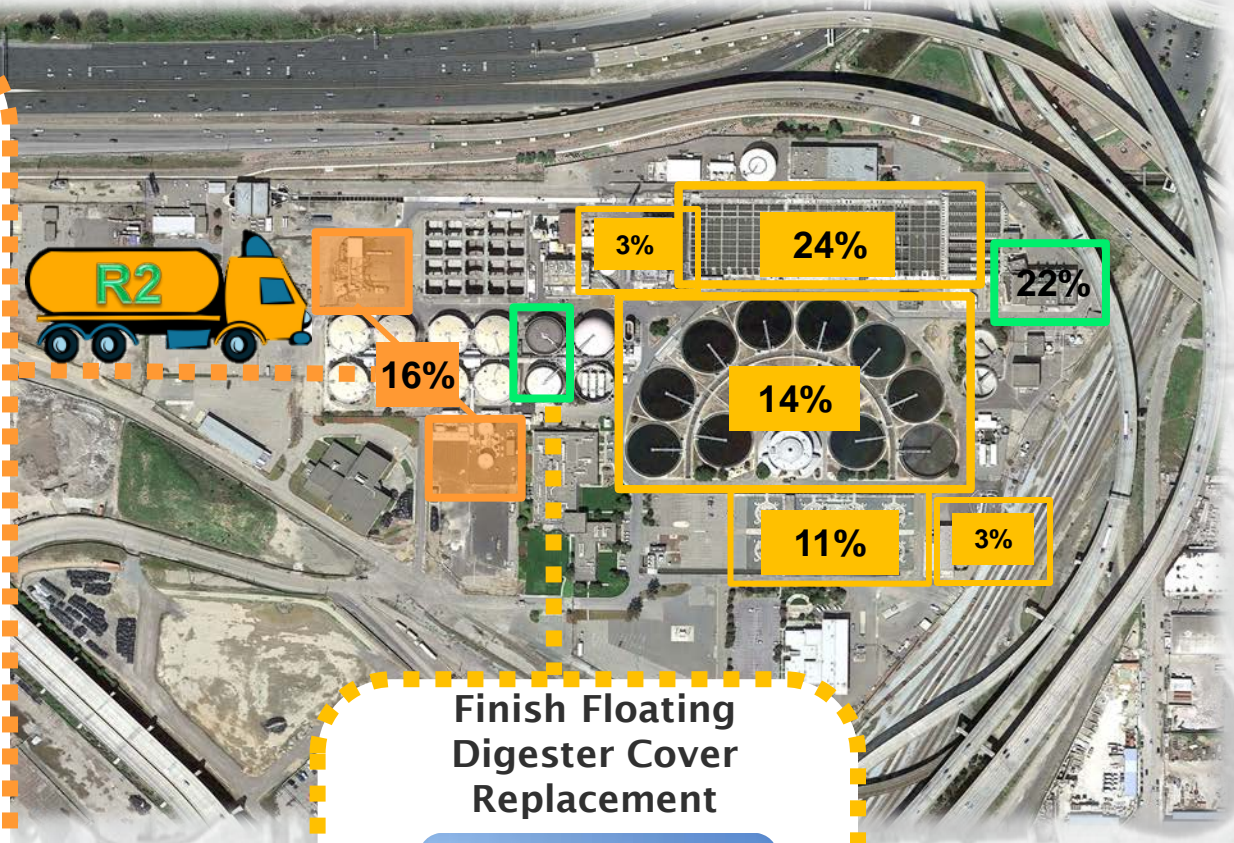 3%
24%
22%
R2
16%
14%
11%
3%
Finish Floating
Digester Cover
Replacement